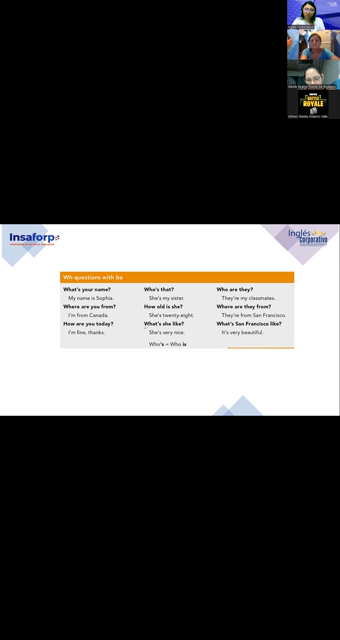 BATTLE
ROYALE
Insaforp
Inglés
Corporativo
Wh-questions with be
What's your name?
My name is Sophia.
Where are you from?
I'm from Canada.
How are you today?
I'm fine, thanks.
Who's that?
She's my sister.
How old is she?
She's twenty-eight.
What's she like?
She's very nice.
Who are they?
They're my classmates.
Where are they from?
They're from San Francisco.
What's San Francisco like?
It's very beautiful.
Who's = Who is